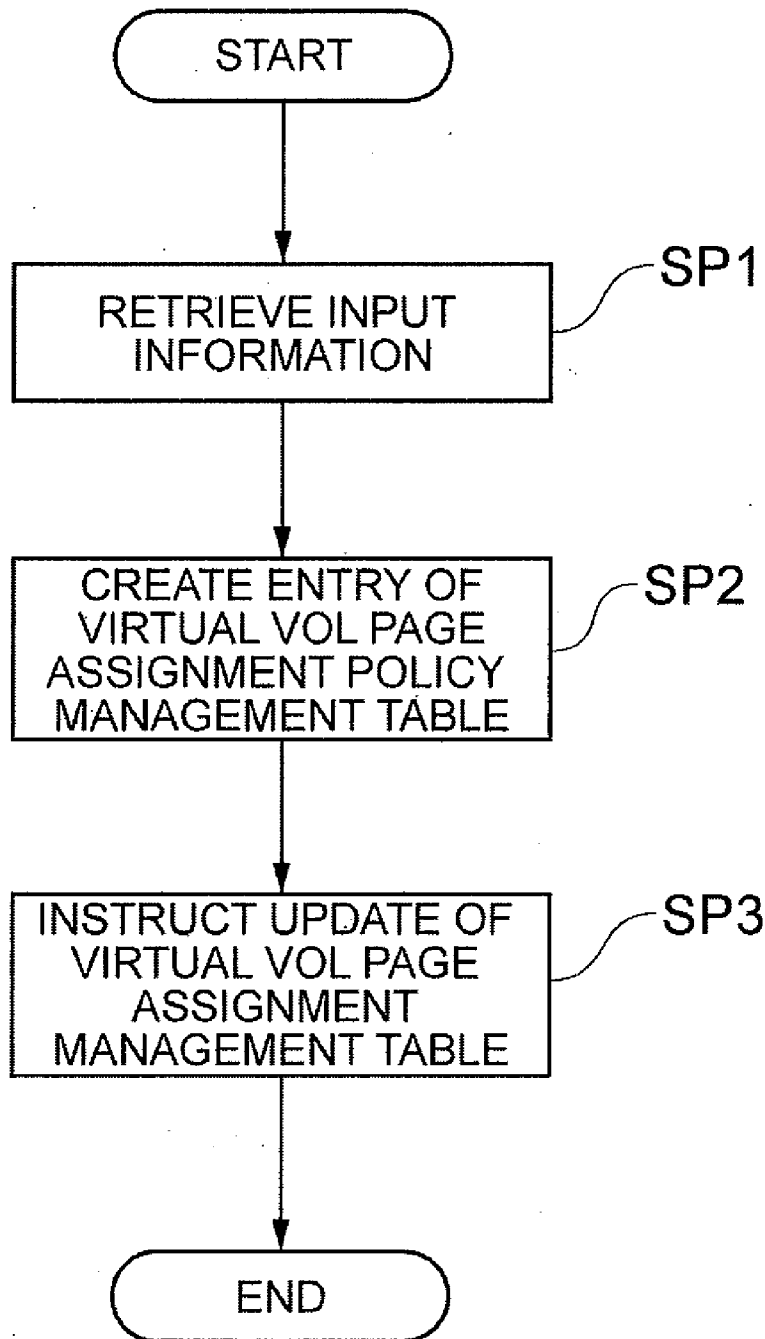 START
RETRIEVE INPUT
INFORMATION
SP1
CREATE ENTRY OF
VIRTUAL VOL PAGE
ASSIGNMENT POLICY
MANAGEMENT TABLE
SP2
INSTRUCT UPDATE OF
VIRTUAL VOL PAGE
ASSIGNMENT
MANAGEMENT TABLE
SP3
END